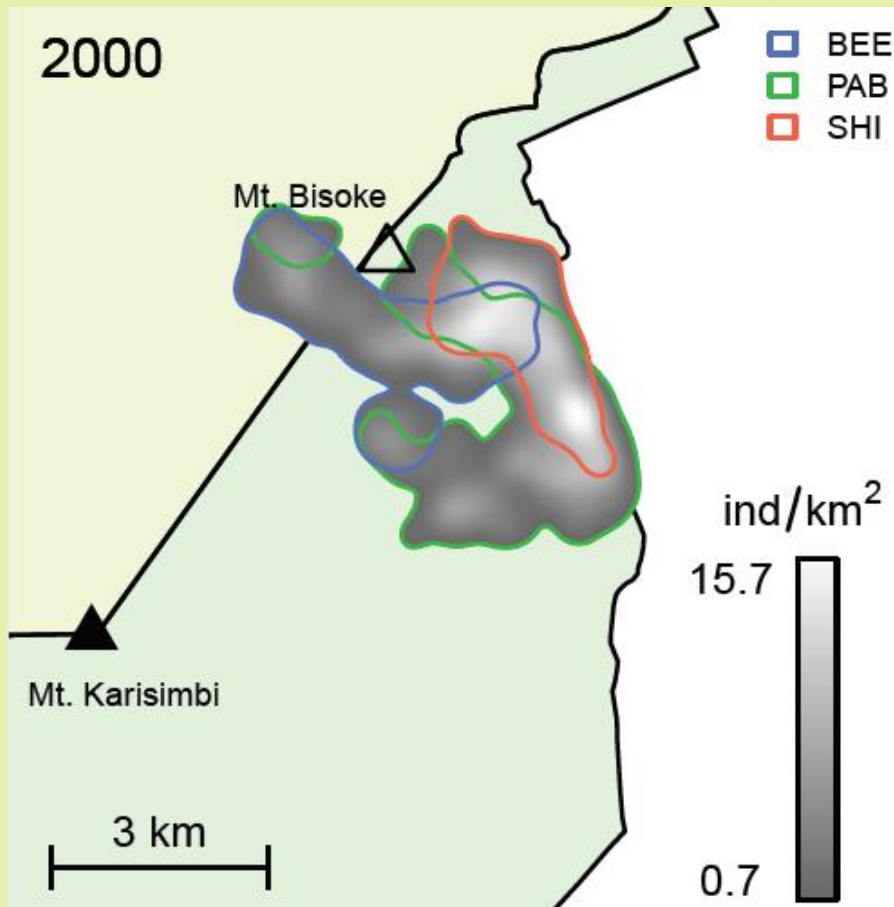 2000
BEE
PAB
SHI
Mt. Bisoke
ind/km²
15.7
Mt. Karisimbi
3 km
0.7